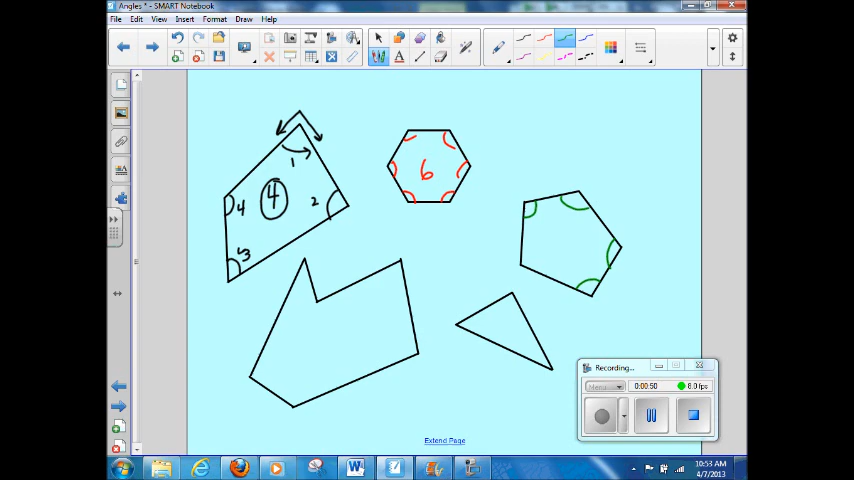 Angles * - SMART Notebook
File Edit View Insert Format Draw Help
1
4
2
4
3
6
Extend Page
Recording...
Menu
0:00:50
8.0 fps
10:53 AM
4/7/2013